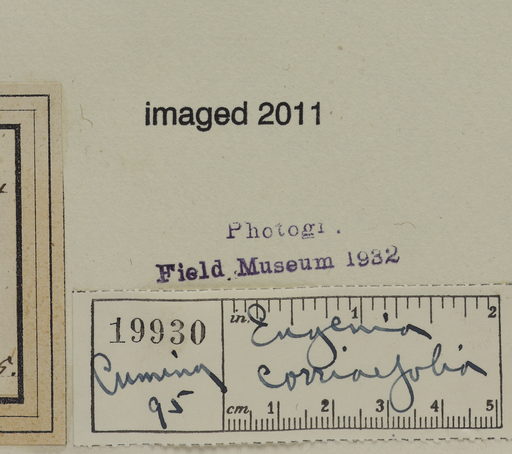 imaged 2011
Photogr.
Field Museum 1932
19930
Cuming
95
in. 1 2
Eugenia
corriaefolia
cm 1 2 3 4 5
s.